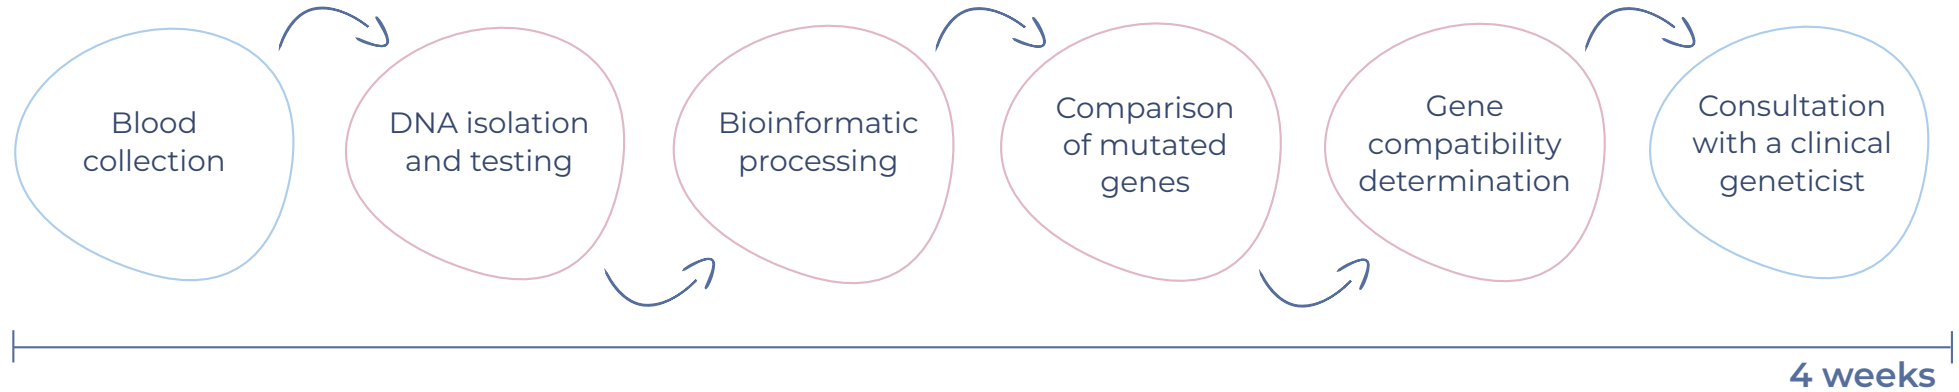 Blood
collection
DNA isolation
and testing
Bioinformatic
processing
Comparison
of mutated
genes
Gene
compatibility
determination
Consultation
with a clinical
geneticist
4 weeks